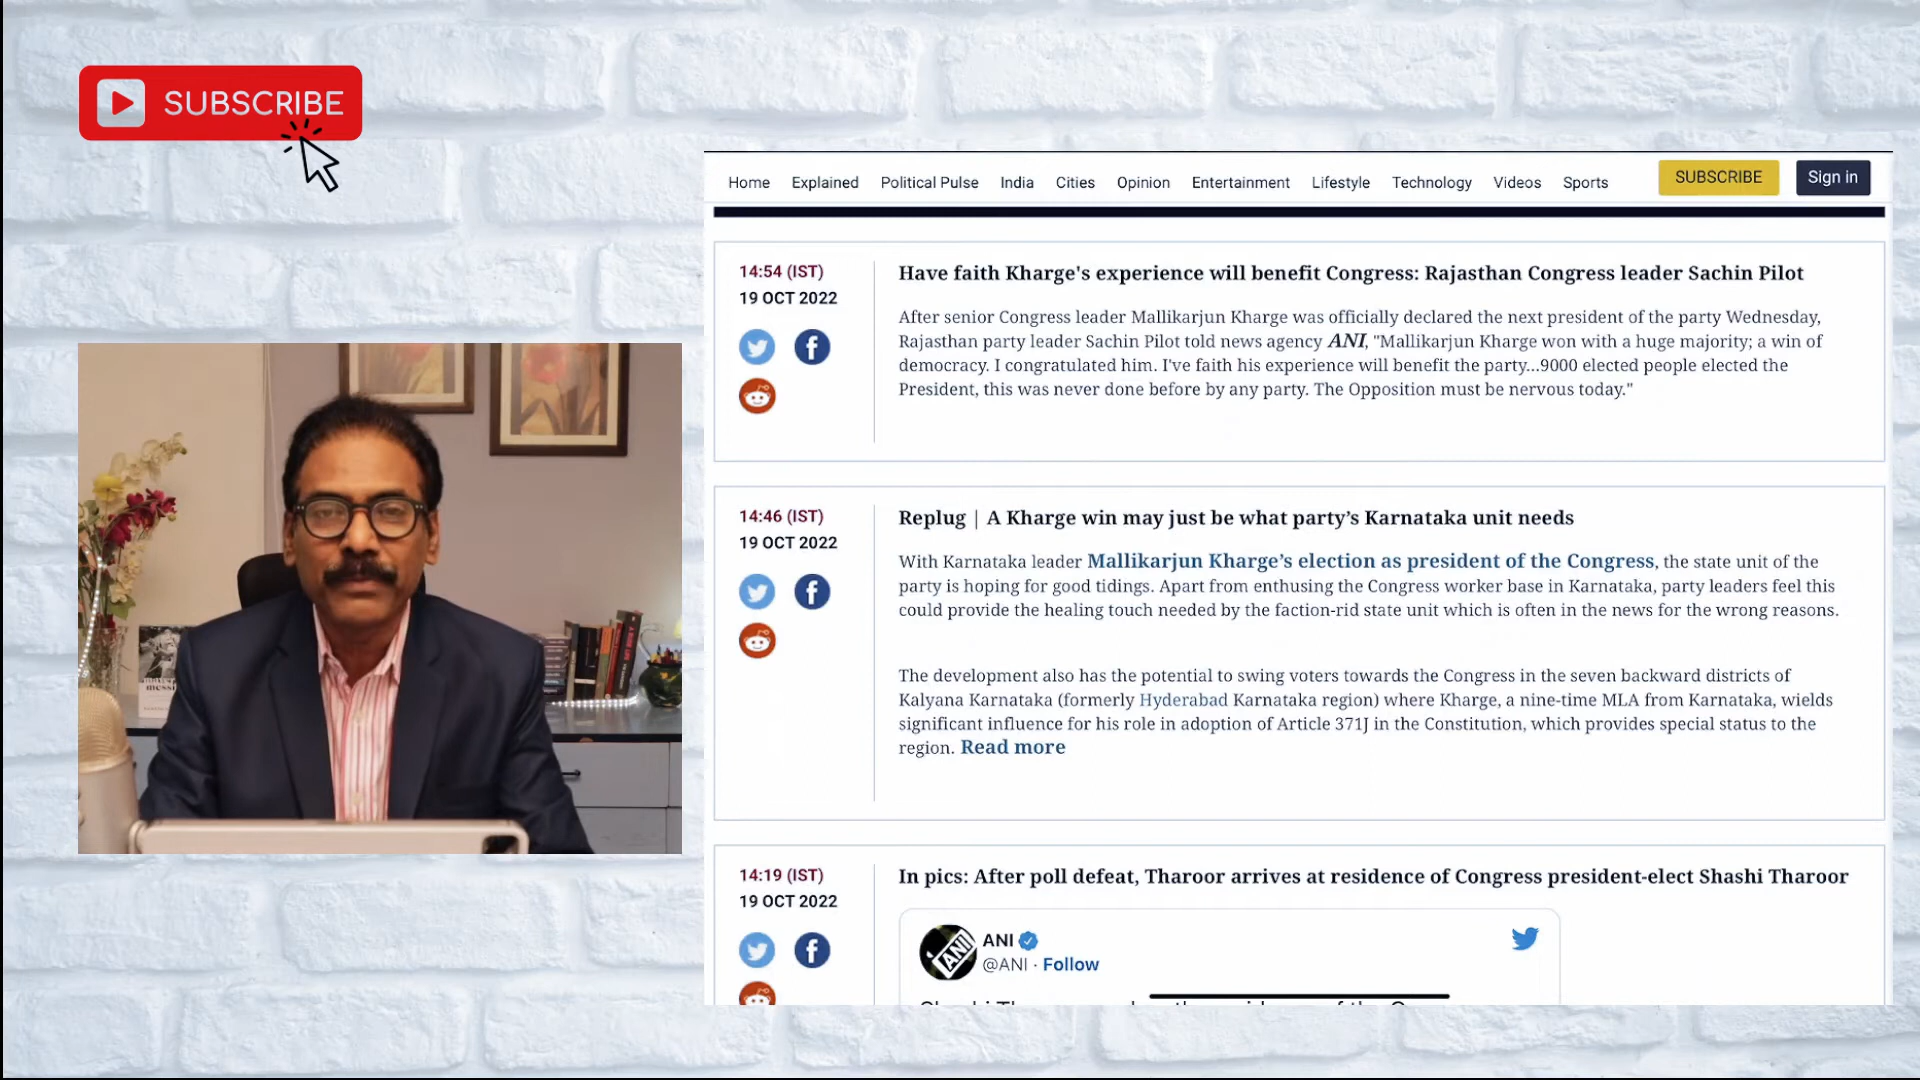 SUBSCRIBE
Home Explained Political Pulse India Cities Opinion Entertainment Lifestyle Technology Videos Sports SUBSCRIBE Sign in
14:54 (IST)
19 OCT 2022
Have faith Kharge's experience will benefit Congress: Rajasthan Congress leader Sachin Pilot
After senior Congress leader Mallikarjun Kharge was officially declared the next president of the party Wednesday,
Rajasthan party leader Sachin Pilot told news agency ANI, "Mallikarjun Kharge won with a huge majority; a win of
democracy. I congratulated him. I've faith his experience will benefit the party...9000 elected people elected the
President, this was never done before by any party. The Opposition must be nervous today."
14:46 (IST)
19 OCT 2022
Replug | A Kharge win may just be what party’s Karnataka unit needs
With Karnataka leader Mallikarjun Kharge’s election as president of the Congress, the state unit of the
party is hoping for good tidings. Apart from enthusing the Congress worker base in Karnataka, party leaders feel this
could provide the healing touch needed by the faction-rid state unit which is often in the news for the wrong reasons.
The development also has the potential to swing voters towards the Congress in the seven backward districts of
Kalyana Karnataka (formerly Hyderabad Karnataka region) where Kharge, a nine-time MLA from Karnataka, wields
significant influence for his role in adoption of Article 371J in the Constitution, which provides special status to the
region. Read more
14:19 (IST)
19 OCT 2022
In pics: After poll defeat, Tharoor arrives at residence of Congress president-elect Shashi Tharoor
ANI
ANI
@ANI · Follow
messi